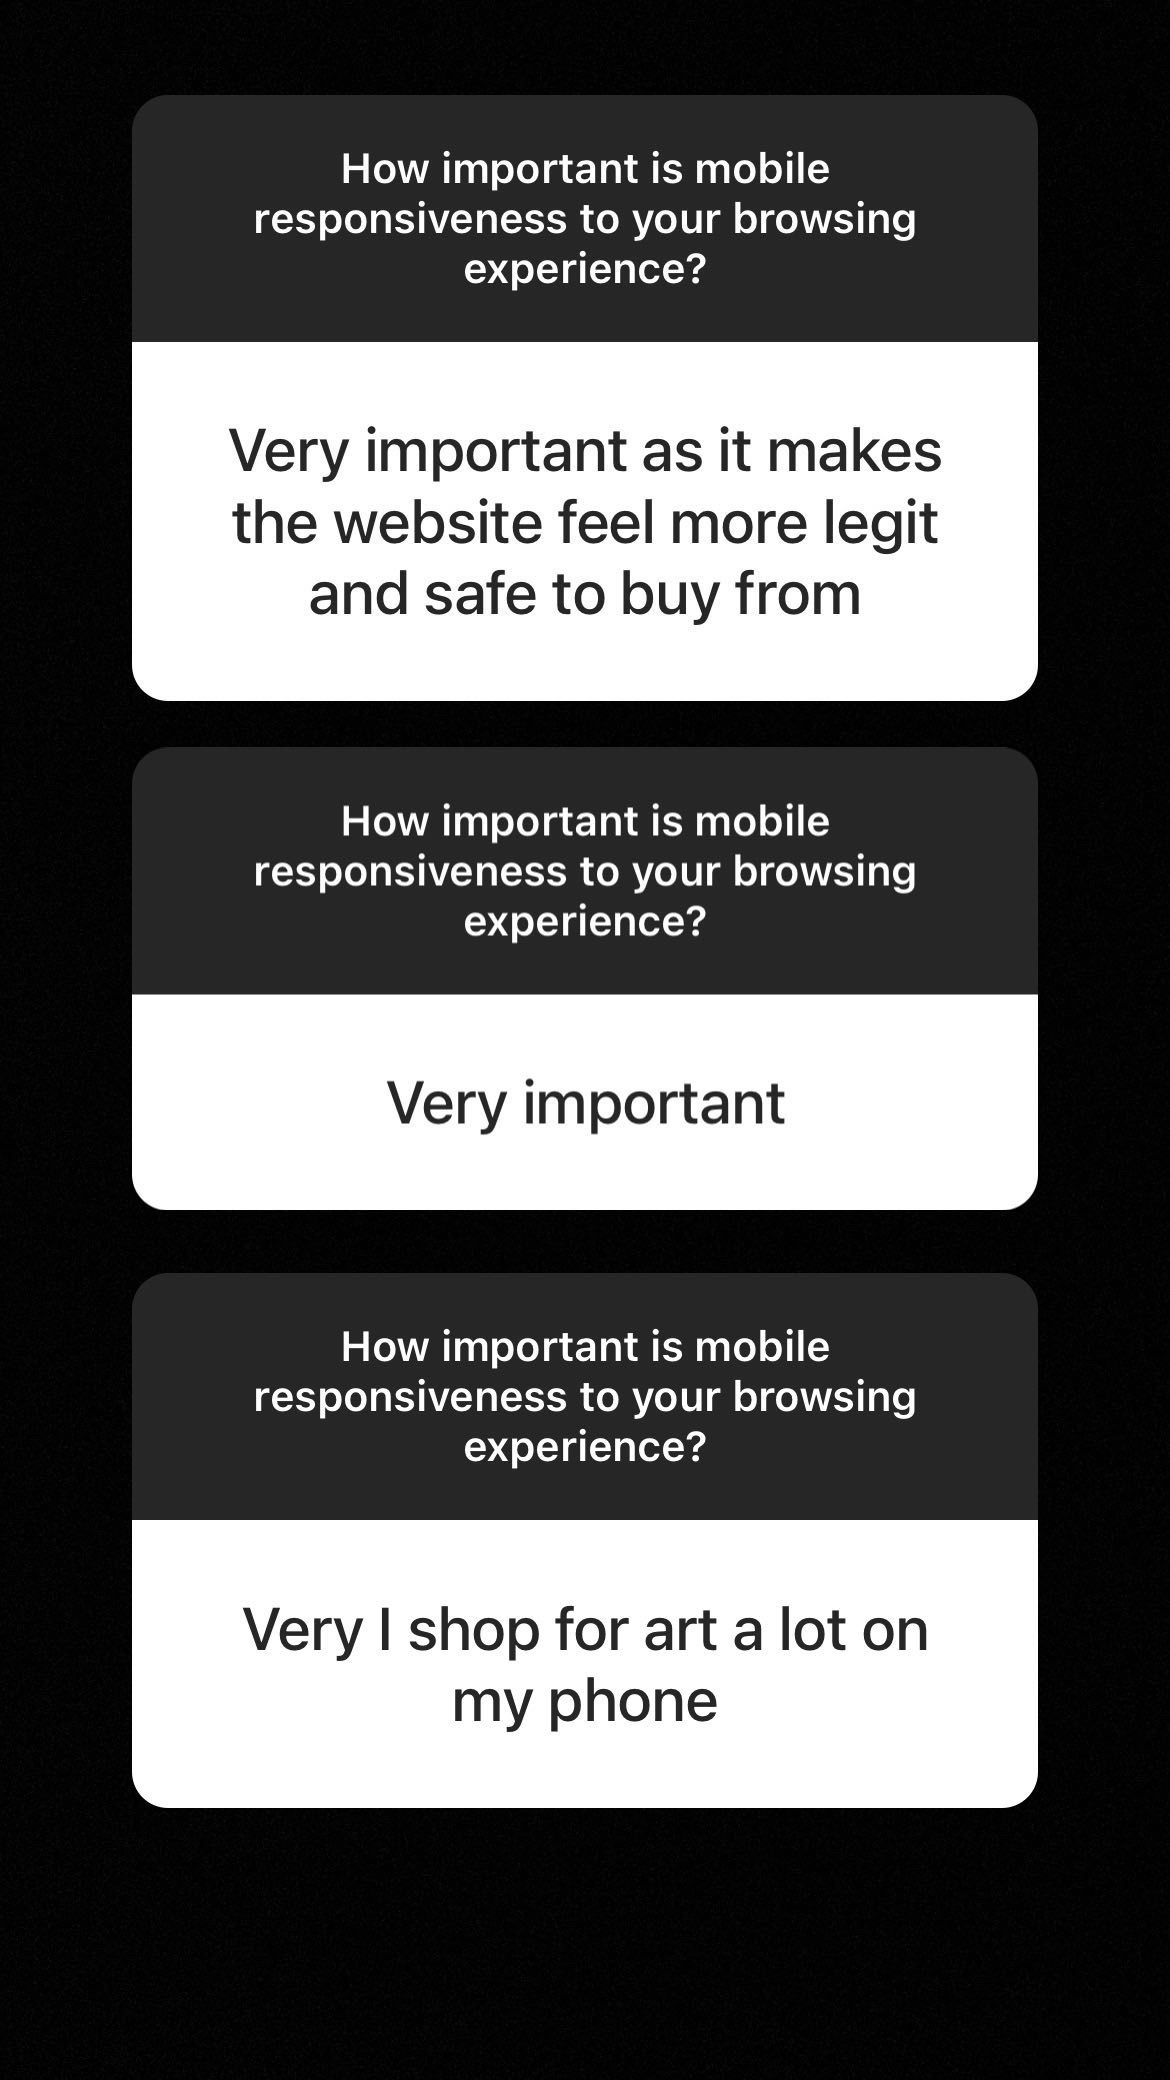 How important is mobile
responsiveness to your browsing
experience?
Very important as it makes
the website feel more legit
and safe to buy from
How important is mobile
responsiveness to your browsing
experience?
Very important
How important is mobile
responsiveness to your browsing
experience?
Very I shop for art a lot on
my phone